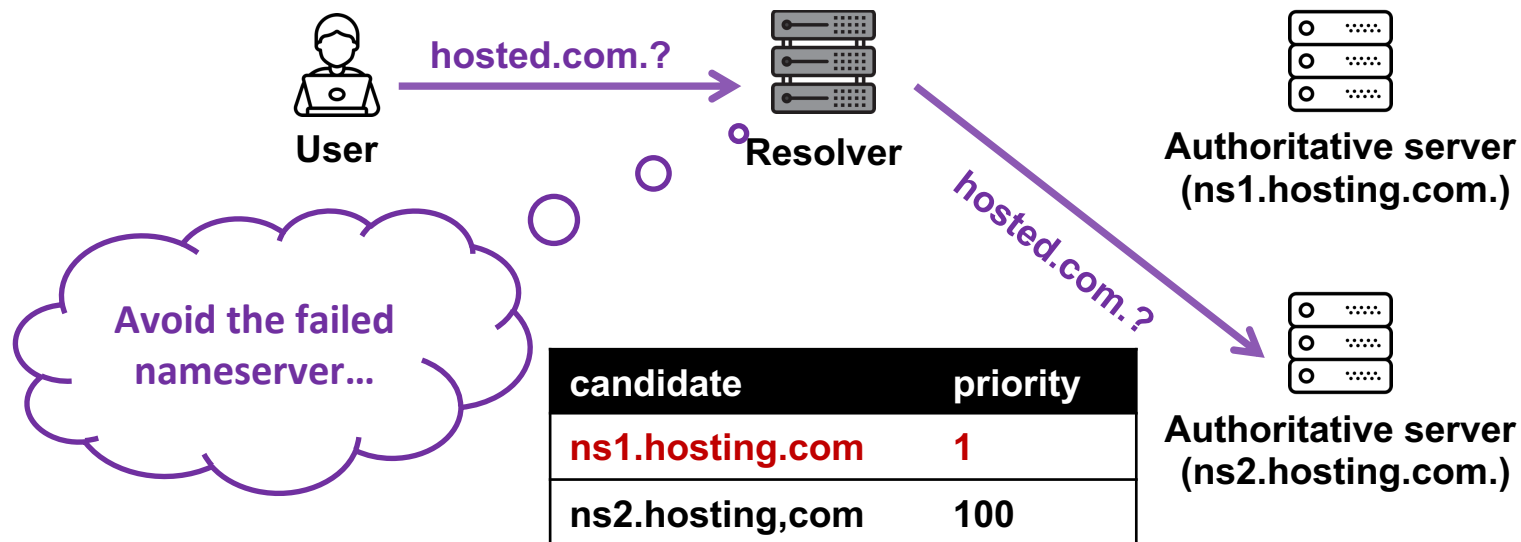 hosted.com.?
User
Resolver
Authoritative server
(ns1.hosting.com.)
hosted.com.?
Avoid the failed
nameserver…
candidate priority
ns1.hosting.com 1
ns2.hosting,com 100
Authoritative server
(ns2.hosting.com.)